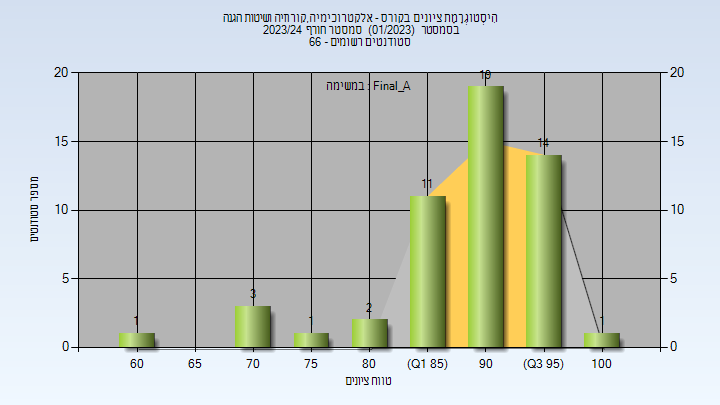 היסטוגרמת ציונים בקורס - אלקטרוכימיה,קורוזיה ושיטות הגנה
בסמסטר (01/2023) סמסטר חורף 2023/24
סטודנטים רשומים - 66
במשימה : Final_A
20 20
15 15
10 10
5 5
0 0
1 3 1 2 11 19 14 1
60 65 70 75 80 (Q1 85) 90 (Q3 95) 100
טווח ציונים
מספר סטודנטים